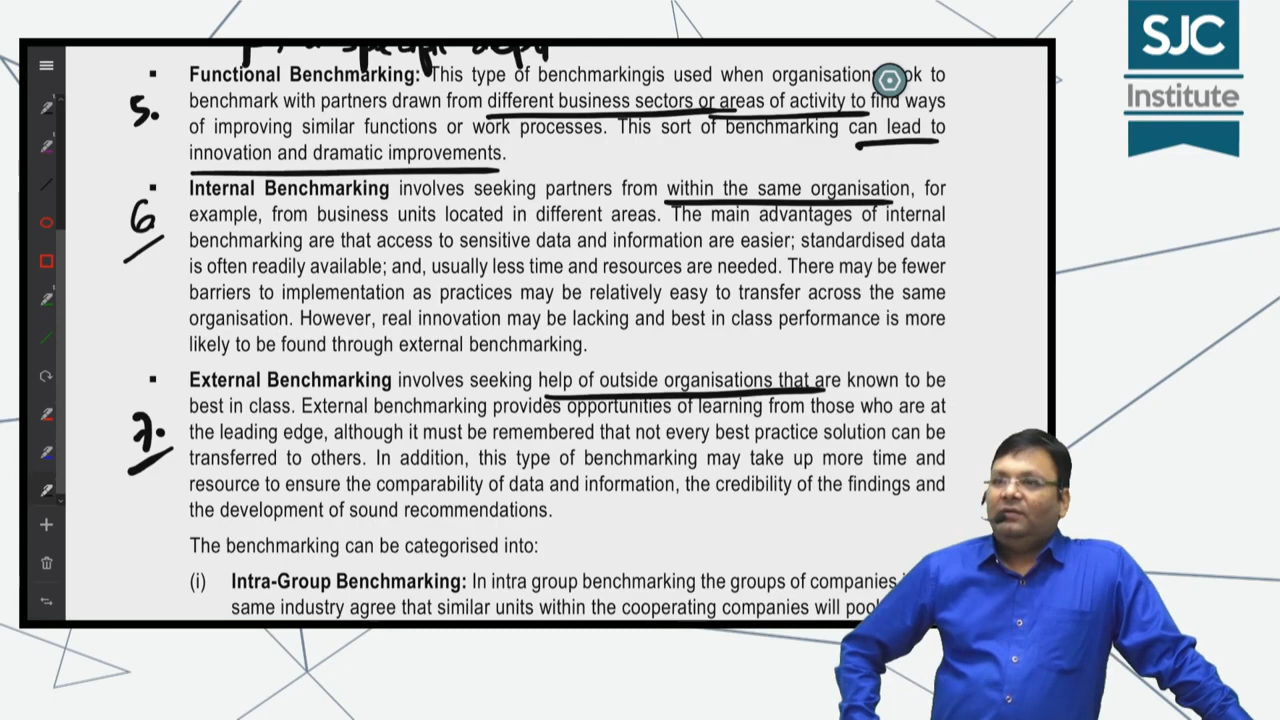 SJC
Institute
specific dept
Functional Benchmarking: This type of benchmarkingis used when to
5. benchmark with partners drawn from different business sectors or areas of activity to find ways
of improving similar functions or work processes. This sort of benchmarking can lead to
innovation and dramatic improvements.
6 Internal Benchmarking involves seeking partners from within the same organisation, for
example, from business units located in different areas. The main advantages of internal
benchmarking are that access to sensitive data and information are easier; standardised data
is often readily available; and, usually less time and resources are needed. There may be fewer
barriers to implementation as practices may be relatively easy to transfer across the same
organisation. However, real innovation may be lacking and best in class performance is more
likely to be found through external benchmarking.
External Benchmarking involves seeking help of outside organisations that are known to be
best in class. External benchmarking provides opportunities of learning from those who are at
7. the leading edge, although it must be remembered that not every best practice solution can be
transferred to others. In addition, this type of benchmarking may take up more time and
resource to ensure the comparability of data and information, the credibility of the findings and
the development of sound recommendations.
The benchmarking can be categorised into:
(i) Intra-Group Benchmarking: In intra group benchmarking the groups of companies
same industry agree that similar units within the cooperating companies will pool